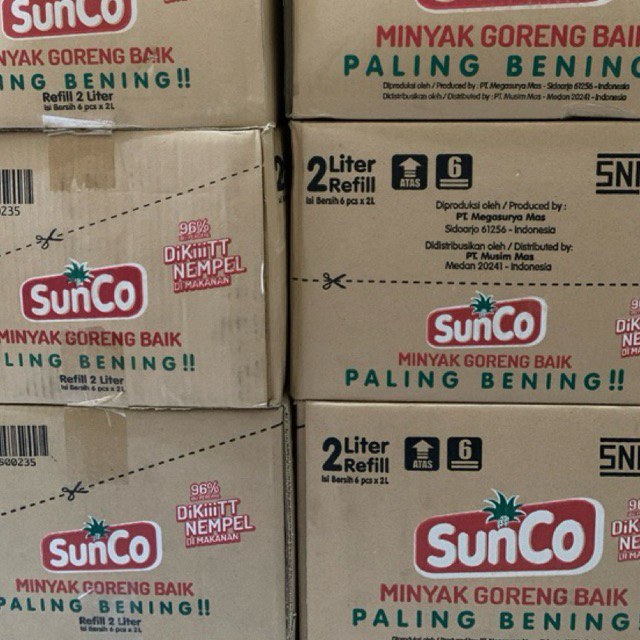 SunCo
MINYAK GORENG BAIK
ING BENING!!
Refill 2 Liter
Isi Bersih 6 pcs x 2L
MINYAK GORENG BAI
PALING BENING
Diproduksi oleh / Produced by : PT. Megasurya Mas - Sidoarjo 61256 - Indonesia
Didistribusikan oleh / Distributed by : PT. Musim Mas - Medan 20241 - Indonesia
0235
2
96%
DiKiiiTT
NEMPEL
DI MAKANAN
SunCo
MINYAK GORENG BAIK
LING BENING!!
Refill 2 Liter
Isi Bersih 6 pcs x 2L
2 Liter
Refill
Isi Bersih 6 pcs x 2L
ATAS
6
SNI
Diproduksi oleh / Produced by :
PT. Megasurya Mas
Sidoarjo 61256 - Indonesia
Didistribusikan oleh / Distributed by:
PT. Musim Mas
Medan 20241 - Indonesia
SunCo
MINYAK GORENG BAIK
PALING BENING!!
500235
96%
DiKiiiTT
NEMPEL
DI MAKANAN
SunCo
MINYAK GORENG BAIK
PALING BENING!!
Refill 2 Liter
Isi Bersih 6 pcs x 2L
2 Liter
Refill
Isi Bersih 6 pcs x 2L
ATAS
6
SNI
SunCo
MINYAK GORENG BAIK
PALING BENING